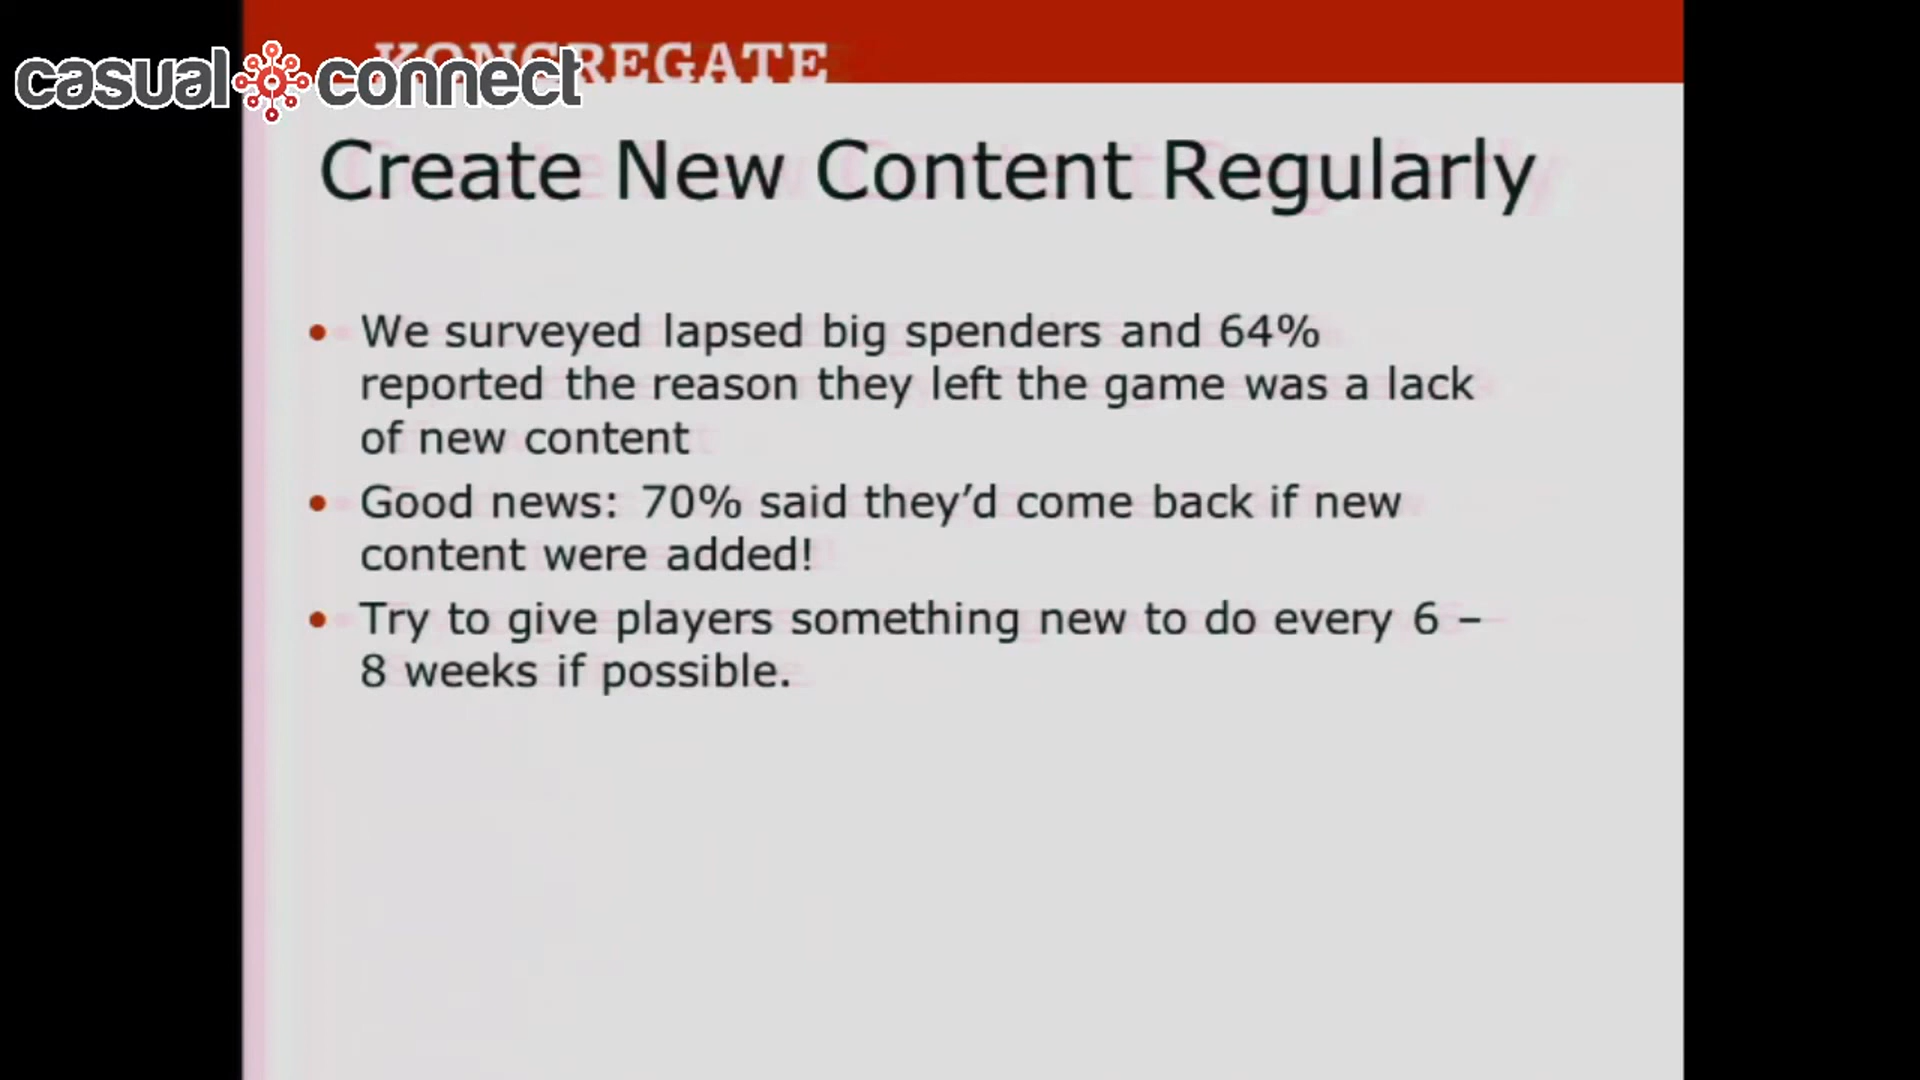 KONGREGATE
casual connect
Create New Content Regularly
• We surveyed lapsed big spenders and 64%
reported the reason they left the game was a lack
of new content
• Good news: 70% said they’d come back if new
content were added!
• Try to give players something new to do every 6 –
8 weeks if possible.